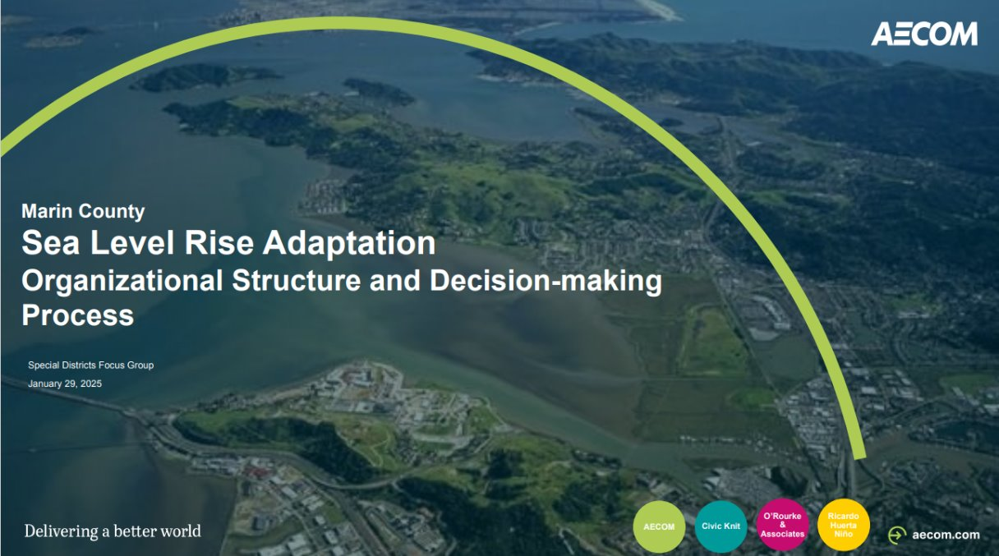 AECOM
Marin County
Sea Level Rise Adaptation
Organizational Structure and Decision-making
Process
Special Districts Focus Group
January 29, 2025
Delivering a better world
AECOM
Civic Knit
O'Rourke
&
Associates
Ricardo
Huerta
Niño
aecom.com